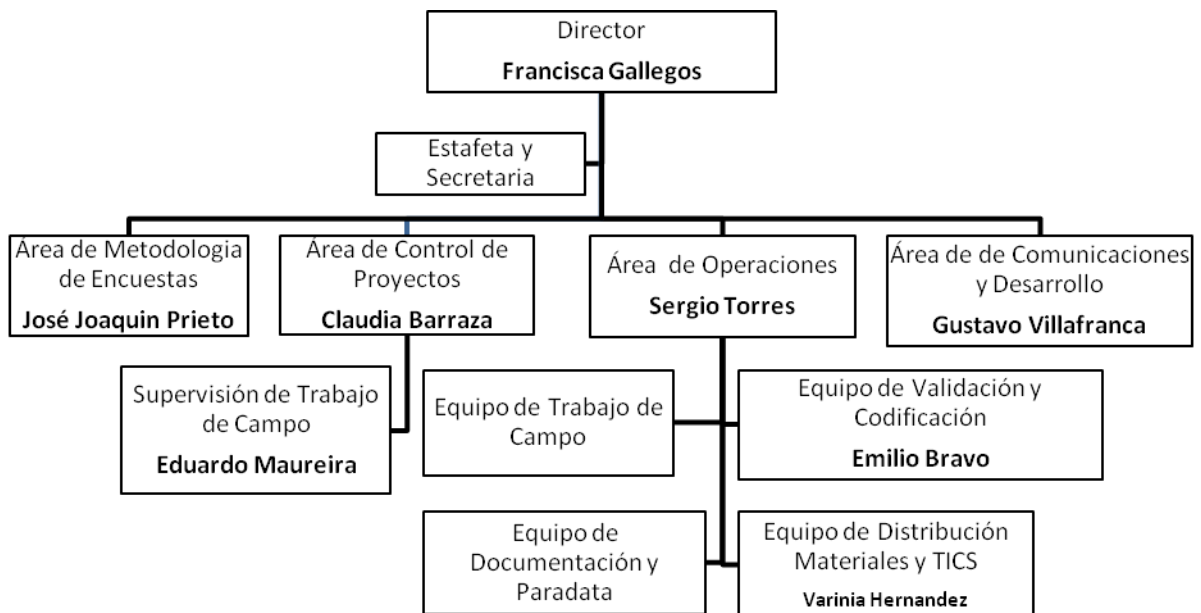 Director
Francisca Gallegos
Estafeta y
Secretaria
Área de Metodologia
de Encuestas
José Joaquin Prieto
Área de Control de
Proyectos
Claudia Barraza
Área de Operaciones
Sergio Torres
Área de de Comunicaciones
y Desarrollo
Gustavo Villafranca
Supervisión de Trabajo
de Campo
Eduardo Maureira
Equipo de Trabajo de
Campo
Equipo de Validación y
Codificación
Emilio Bravo
Equipo de
Documentación y
Paradata
Equipo de Distribución
Materiales y TICS
Varinia Hernandez